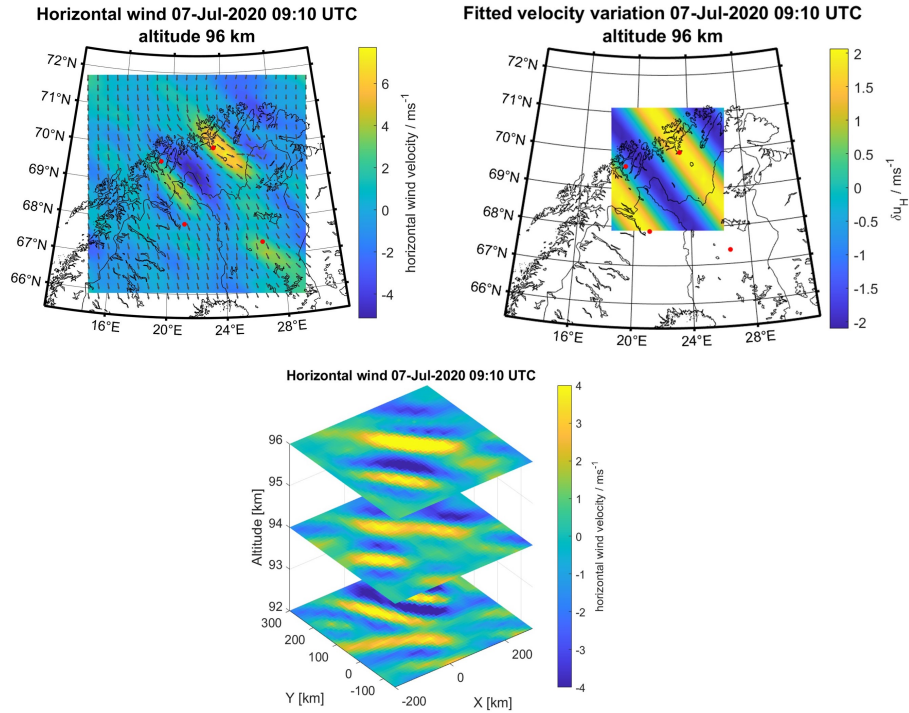 Horizontal wind 07-Jul-2020 09:10 UTC
altitude 96 km
72°N
71°N
70°N
69°N
68°N
67°N
66°N
16°E
20°E
24°E
28°E
6
4
2
0
-2
-4
horizontal wind velocity / ms⁻¹
Fitted velocity variation 07-Jul-2020 09:10 UTC
altitude 96 km
72°N
71°N
70°N
69°N
68°N
67°N
66°N
16°E
20°E
24°E
28°E
2
1.5
1
0.5
0
-0.5
-1
-1.5
-2
δu_H / ms⁻¹
Horizontal wind 07-Jul-2020 09:10 UTC
96
95
94
93
92
Altitude [km]
300
200
100
0
-100
Y [km]
-200
0
200
X [km]
4
3
2
1
0
-1
-2
-3
-4
horizontal wind velocity / ms⁻¹